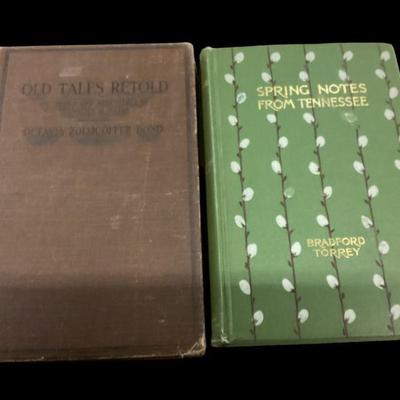 OLD TALES RETOLD
OCTAVIA ZOLLICOFFER BOND
SPRING NOTES
FROM TENNESSEE
BRADFORD
TORREY